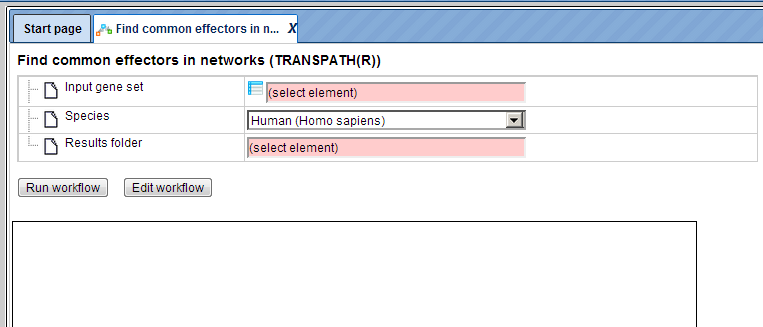 Start page
Find common effectors in n... X
Find common effectors in networks (TRANSPATH(R))
Input gene set (select element)
Species Human (Homo sapiens)
Results folder (select element)
Run workflow Edit workflow